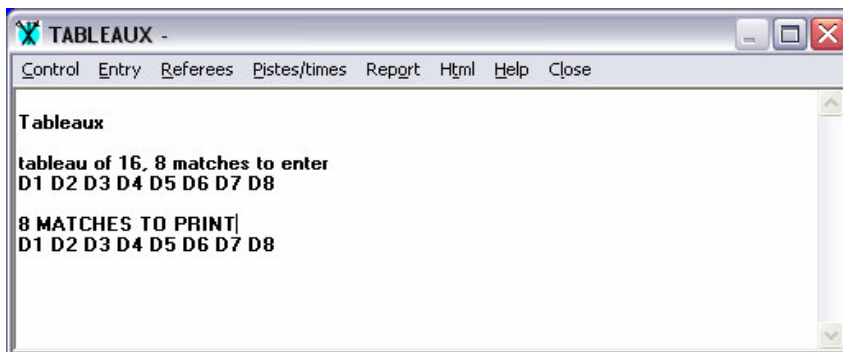 TABLEAUX -
Control Entry Referees Pistes/times Report Html Help Close
Tableaux
tableau of 16, 8 matches to enter
D1 D2 D3 D4 D5 D6 D7 D8
8 MATCHES TO PRINT
D1 D2 D3 D4 D5 D6 D7 D8